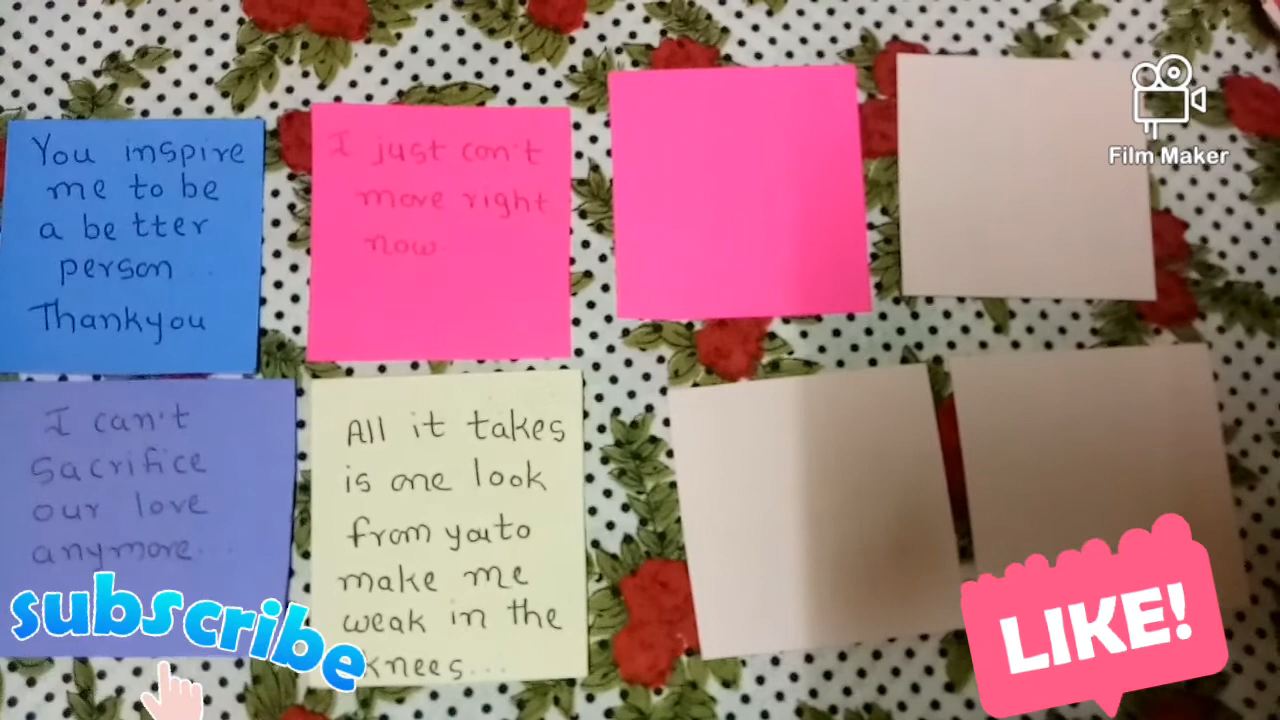 You inspire
me to be
a better
person..
Thankyou
I just can't
move right
now..
I can't
Sacrifice
our love
anymore...
All it takes
is one look
from you to
make me
weak in the
knees...
Film Maker
subscribe
LIKE!